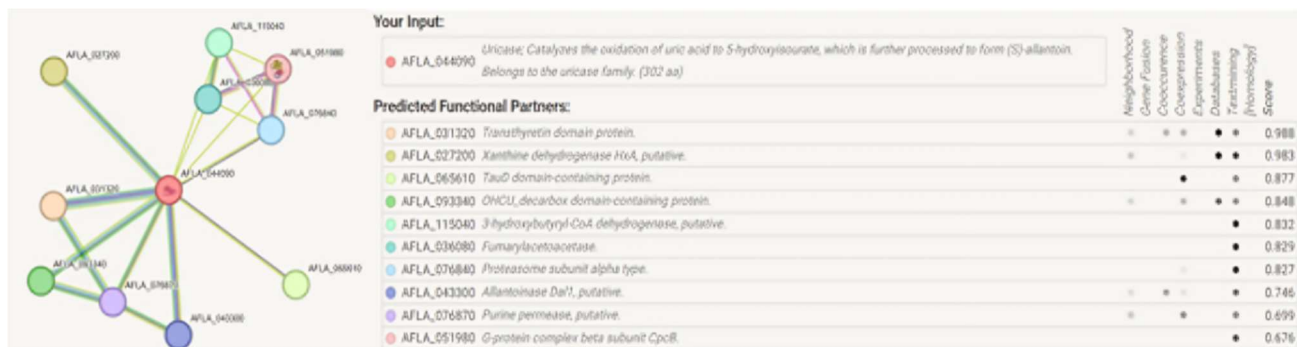 AFLA_115040
AFLA_051980
AFLA_027200
AFLA_076840
AFLA_044090
AFLA_031320
Your Input:
AFLA_044090
Uricase; Catalyzes the oxidation of uric acid to 5-hydroxyisourate, which is further processed to form (S)-allantoin.
Belongs to the uricase family. (302 aa)
Neighborhood
Gene Fusion
Cooccurence
Coexpression
Experiments
Databases
Textmining
[Homology]
Score
Predicted Functional Partners:
AFLA_031320 Transthyretin domain protein. 0.988
AFLA_027200 Xanthine dehydrogenase HxA, putative. 0.983
AFLA_065610 TauD domain-containing protein. 0.877
AFLA_093340 OHCU_decarbox domain-containing protein. 0.848
AFLA_115040 3-hydroxybutyryl-CoA dehydrogenase, putative. 0.832
AFLA_036080 Fumarylacetoacetase. 0.829
AFLA_076840 Proteasome subunit alpha type. 0.827
AFLA_043300 Allantoinase Dal1, putative. 0.746
AFLA_076870 Purine permease, putative. 0.699
AFLA_051980 G-protein complex beta subunit CpcB. 0.676